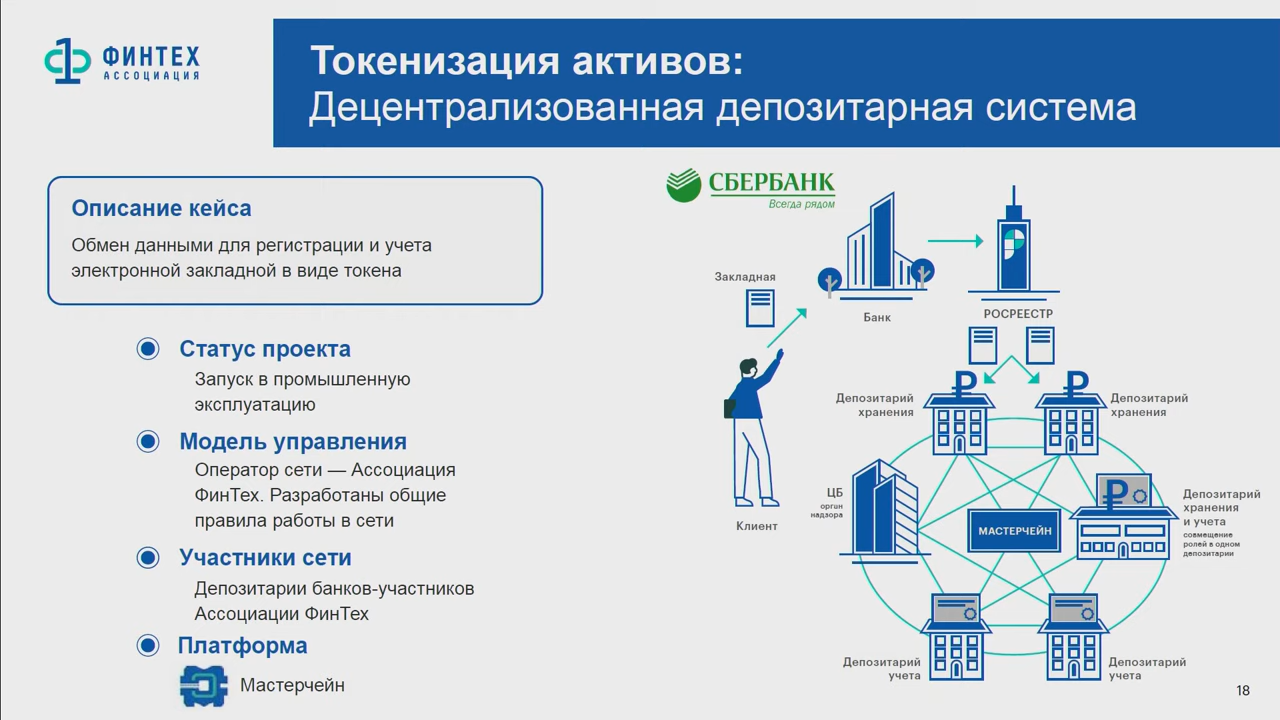 ФИНТЕХ
АССОЦИАЦИЯ
Токенизация активов:
Децентрализованная депозитарная система
Описание кейса
Обмен данными для регистрации и учета
электронной закладной в виде токена
Статус проекта
Запуск в промышленную
эксплуатацию
Модель управления
Оператор сети — Ассоциация
ФинТех. Разработаны общие
правила работы в сети
Участники сети
Депозитарии банков-участников
Ассоциации ФинТех
Платформа
Мастерчейн
СБЕРБАНК
Всегда рядом
Закладная
Банк
РОСРЕЕСТР
Клиент
Депозитарий
хранения
Депозитарий
хранения
ЦБ
орган
надзора
МАСТЕРЧЕЙН
Депозитарий
хранения
и учета
совмещение
ролей в одном
депозитарии
Депозитарий
учета
Депозитарий
учета
18